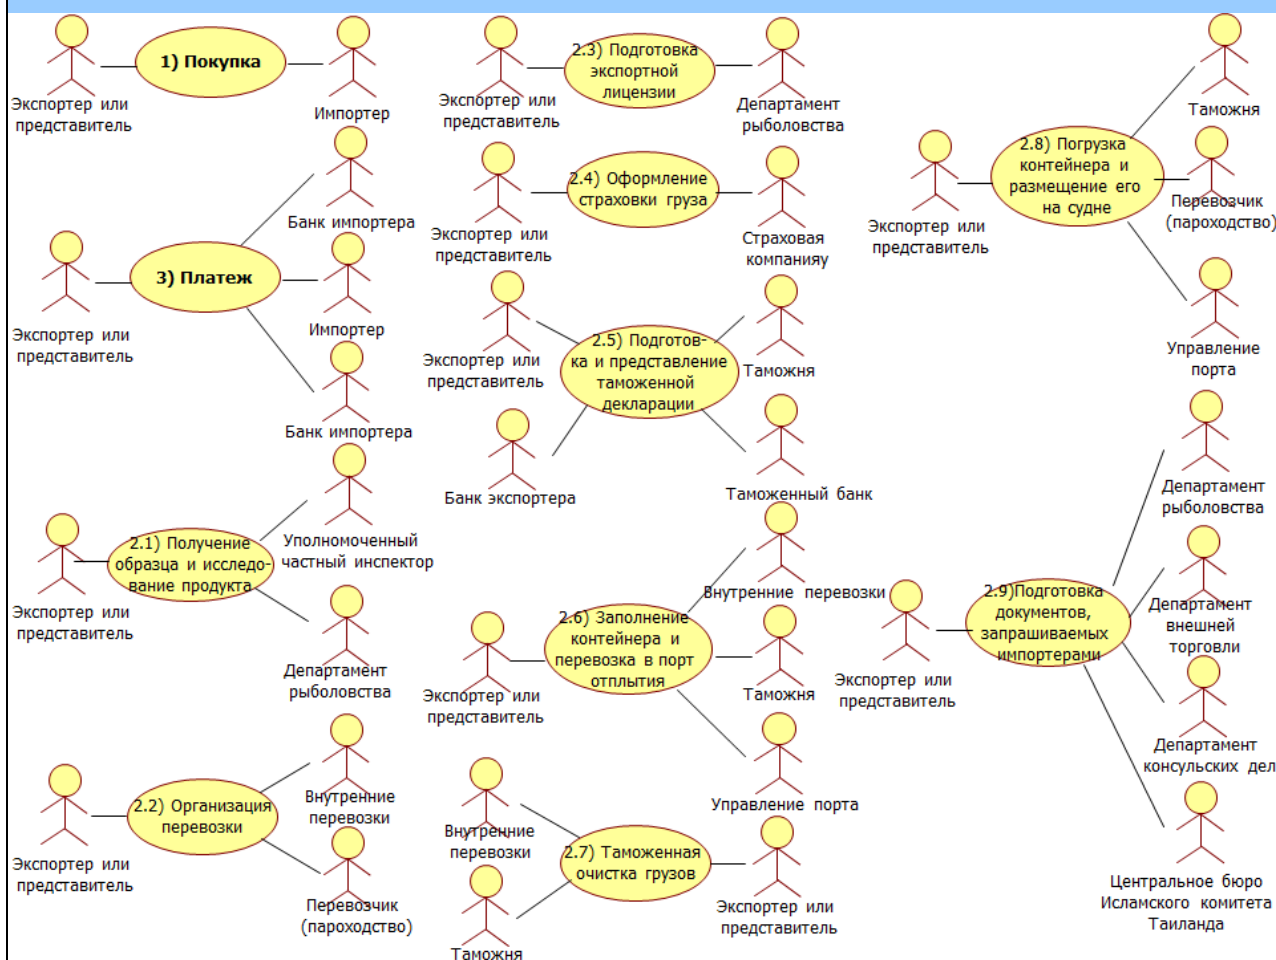 1) Покупка
Экспортер или
представитель
Импортер
Банк импортера
3) Платеж
Экспортер или
представитель
Импортер
Банк импортера
2.1) Получение
образца и исследо-
вание продукта
Экспортер или
представитель
Уполномоченный
частный инспектор
Департамент
рыболовства
2.2) Организация
перевозки
Экспортер или
представитель
Внутренние
перевозки
Перевозчик
(пароходство)
2.3) Подготовка
экспортной
лицензии
Экспортер или
представитель
Департамент
рыболовства
2.4) Оформление
страховки груза
Экспортер или
представитель
Страховая
компанияу
2.5) Подготов-
ка и представление
таможенной
декларации
Экспортер или
представитель
Таможня
Банк экспортера
Таможенный банк
2.6) Заполнение
контейнера и
перевозка в порт
отплытия
Внутренние перевозки
Экспортер или
представитель
Таможня
Управление порта
2.7) Таможенная
очистка грузов
Внутренние
перевозки
Экспортер или
представитель
Таможня
2.8) Погрузка
контейнера и
размещение его
на судне
Таможня
Экспортер или
представитель
Перевозчик
(пароходство)
Управление
порта
2.9)Подготовка
документов,
запрашиваемых
импортерами
Департамент
рыболовства
Экспортер или
представитель
Департамент
внешней
торговли
Департамент
консульских дел
Центральное бюро
Исламского комитета
Таиланда